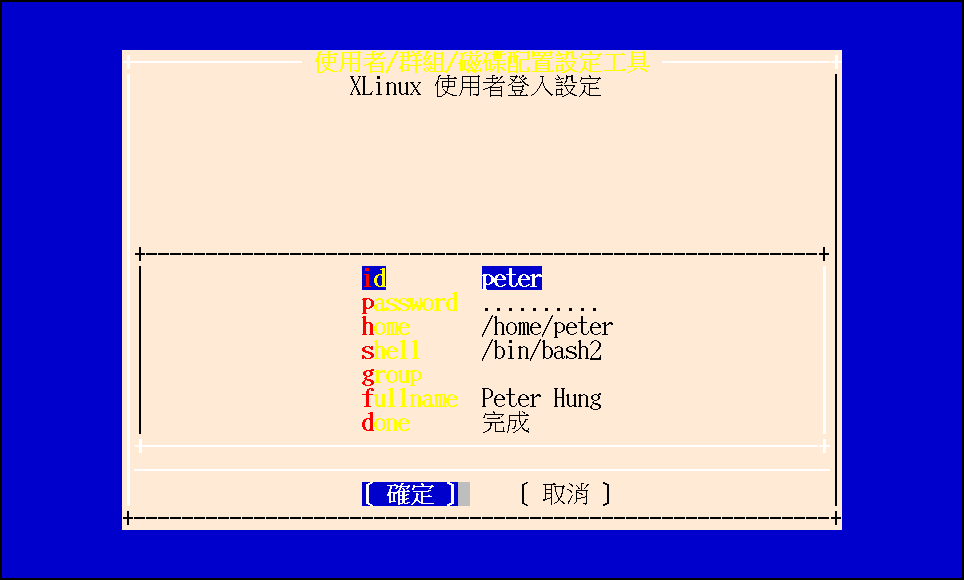 使用者/群組/磁碟配置設定工具
XLinux 使用者登入設定
id peter
password ..........
home /home/peter
shell /bin/bash2
group
fullname Peter Hung
done 完成
[ 確定 ] [ 取消 ]